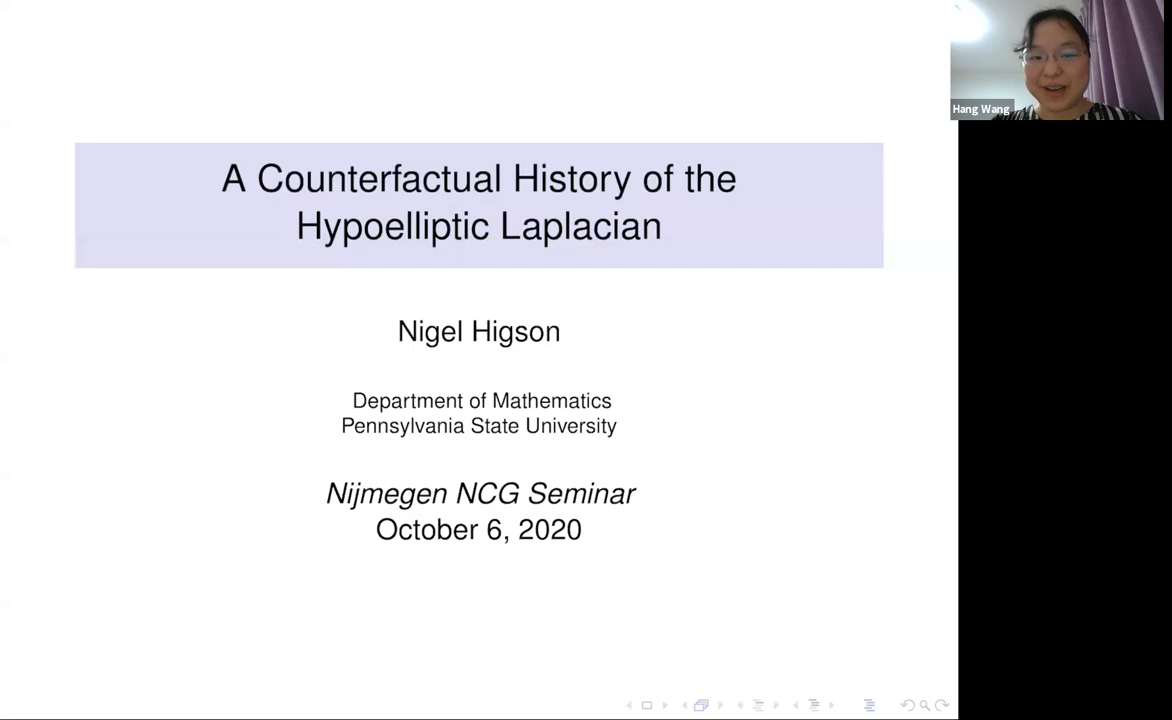 A Counterfactual History of the
Hypoelliptic Laplacian
Nigel Higson
Department of Mathematics
Pennsylvania State University
Nijmegen NCG Seminar
October 6, 2020
Hang Wang